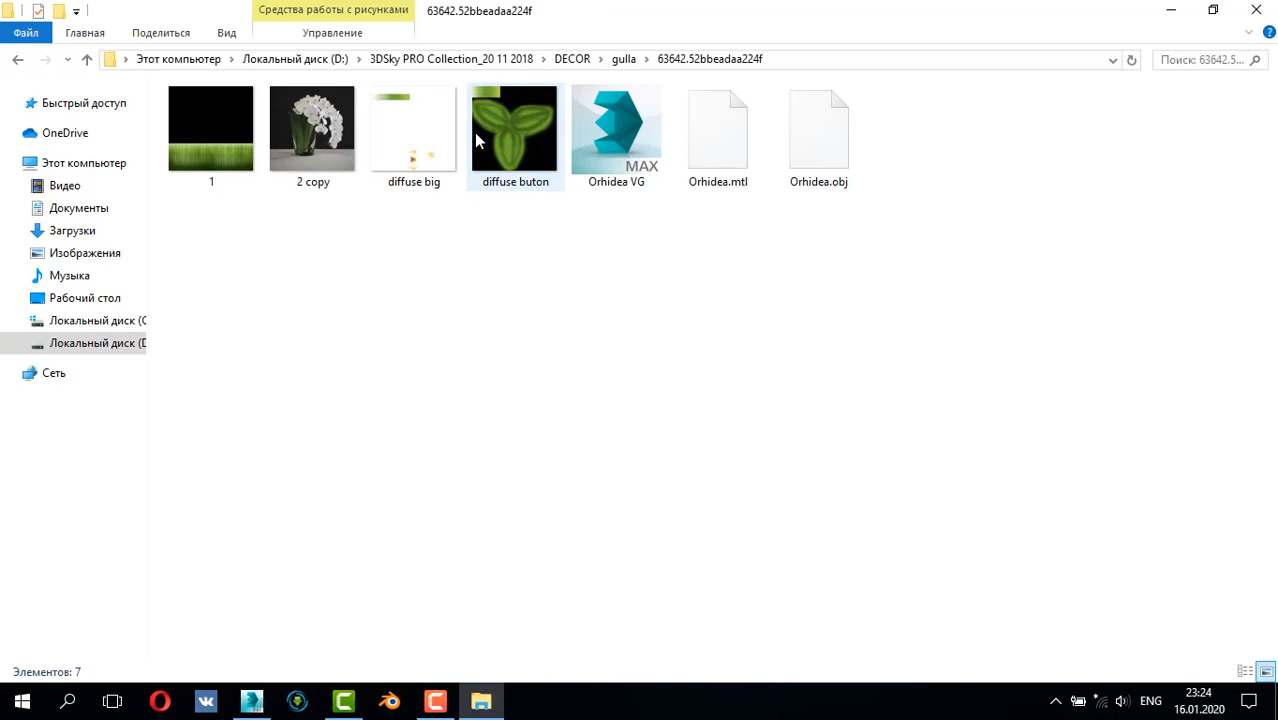 Средства работы с рисунками
63642.52bbeadaa224f
Файл
Главная
Поделиться
Вид
Управление
Этот компьютер
Локальный диск (D:)
3DSky PRO Collection_20 11 2018
DECOR
gulla
63642.52bbeadaa224f
Поиск: 63642.5...
Быстрый доступ
OneDrive
Этот компьютер
Видео
Документы
Загрузки
Изображения
Музыка
Рабочий стол
Локальный диск (C
Локальный диск (D
Сеть
MAX
1
2 copy
diffuse big
diffuse buton
Orhidea VG
Orhidea.mtl
Orhidea.obj
Элементов: 7
ENG
23:24
16.01.2020